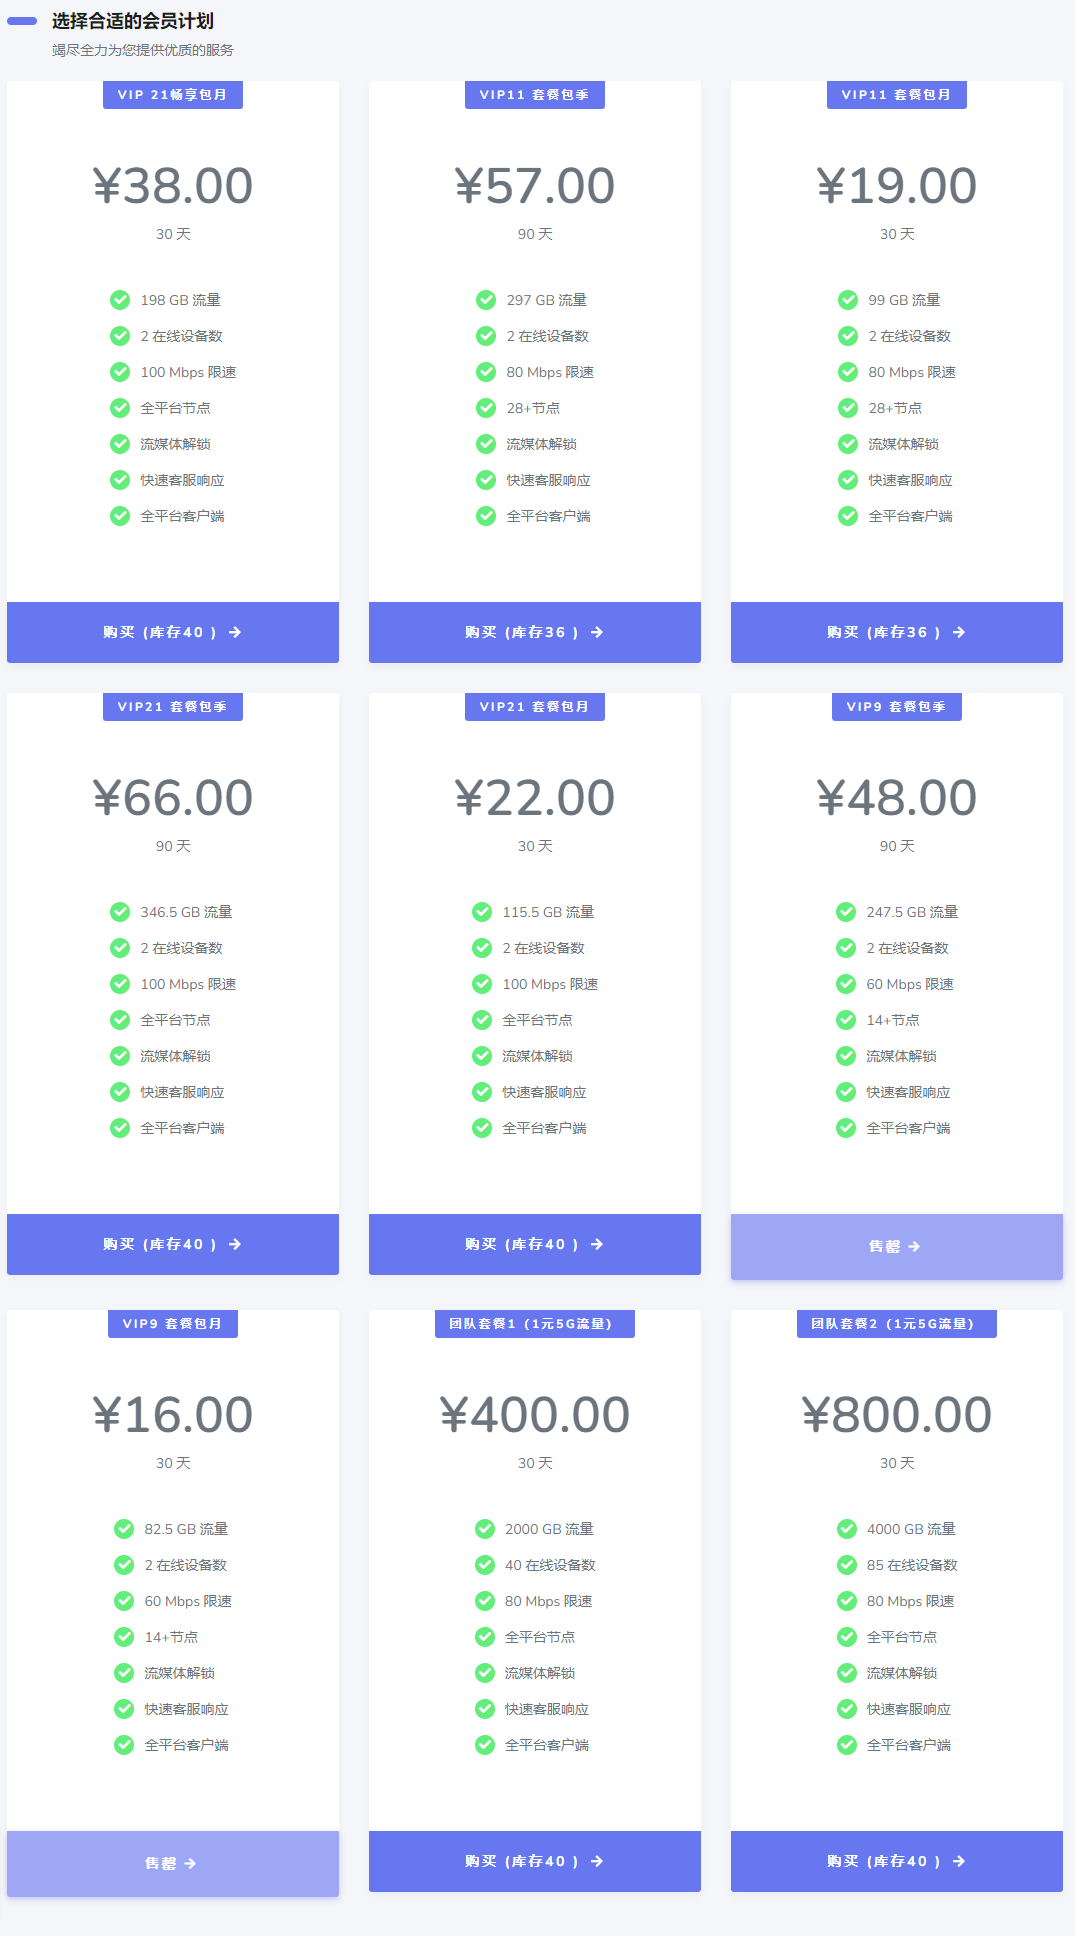 选择合适的会员计划
竭尽全力为您提供优质的服务
VIP 21畅享包月
¥38.00
30 天
198 GB 流量
2 在线设备数
100 Mbps 限速
全平台节点
流媒体解锁
快速客服响应
全平台客户端
购买 (库存40 ) →
VIP11 套餐包季
¥57.00
90 天
297 GB 流量
2 在线设备数
80 Mbps 限速
28+节点
流媒体解锁
快速客服响应
全平台客户端
购买 (库存36 ) →
VIP11 套餐包月
¥19.00
30 天
99 GB 流量
2 在线设备数
80 Mbps 限速
28+节点
流媒体解锁
快速客服响应
全平台客户端
购买 (库存36 ) →
VIP21 套餐包季
¥66.00
90 天
346.5 GB 流量
2 在线设备数
100 Mbps 限速
全平台节点
流媒体解锁
快速客服响应
全平台客户端
购买 (库存40 ) →
VIP21 套餐包月
¥22.00
30 天
115.5 GB 流量
2 在线设备数
100 Mbps 限速
全平台节点
流媒体解锁
快速客服响应
全平台客户端
购买 (库存40 ) →
VIP9 套餐包季
¥48.00
90 天
247.5 GB 流量
2 在线设备数
60 Mbps 限速
14+节点
流媒体解锁
快速客服响应
全平台客户端
售罄 →
VIP9 套餐包月
¥16.00
30 天
82.5 GB 流量
2 在线设备数
60 Mbps 限速
14+节点
流媒体解锁
快速客服响应
全平台客户端
售罄 →
团队套餐1 (1元5G流量)
¥400.00
30 天
2000 GB 流量
40 在线设备数
80 Mbps 限速
全平台节点
流媒体解锁
快速客服响应
全平台客户端
购买 (库存40 ) →
团队套餐2 (1元5G流量)
¥800.00
30 天
4000 GB 流量
85 在线设备数
80 Mbps 限速
全平台节点
流媒体解锁
快速客服响应
全平台客户端
购买 (库存40 ) →